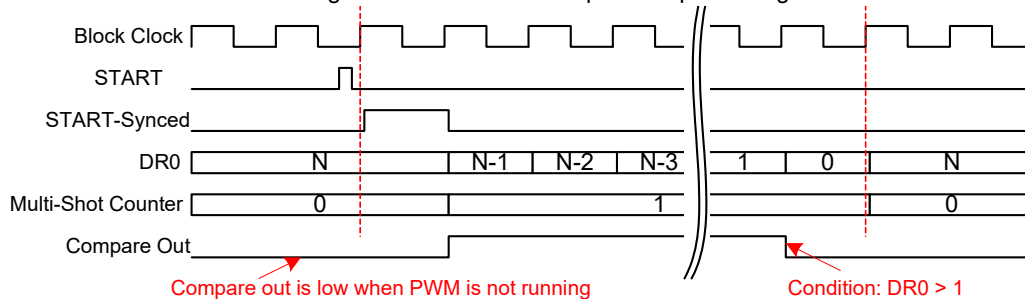 Block Clock
START
START-Synced
DR0 N N-1 N-2 N-3 1 0 N
Multi-Shot Counter 0 1 0
Compare Out
Compare out is low when PWM is not running Condition: DR0 > 1